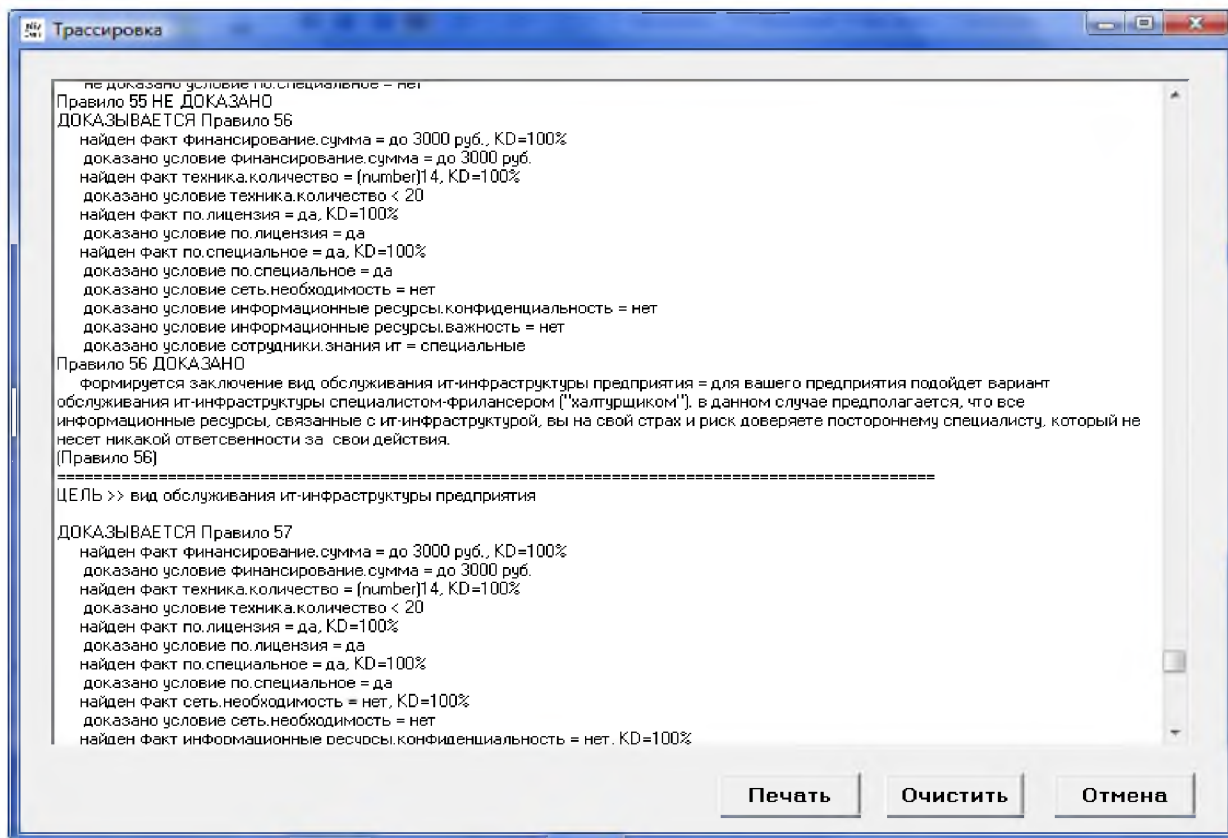 Трассировка
не доказано условие по.специальное = нет
Правило 55 НЕ ДОКАЗАНО
ДОКАЗЫВАЕТСЯ Правило 56
найден факт финансирование.сумма = до 3000 руб., KD=100%
доказано условие финансирование.сумма = до 3000 руб.
найден факт техника.количество = (number)14, KD=100%
доказано условие техника.количество < 20
найден факт по.лицензия = да, KD=100%
доказано условие по.лицензия = да
найден факт по.специальное = да, KD=100%
доказано условие по.специальное = да
доказано условие сеть.необходимость = нет
доказано условие информационные ресурсы.конфиденциальность = нет
доказано условие информационные ресурсы.важность = нет
доказано условие сотрудники.знания ит = специальные
Правило 56 ДОКАЗАНО
формируется заключение вид обслуживания ит-инфраструктуры предприятия = для вашего предприятия подойдет вариант
обслуживания ит-инфраструктуры специалистом-фрилансером ("халтурщиком"). в данном случае предполагается, что все
информационные ресурсы, связанные с ит-инфраструктурой, вы на свой страх и риск доверяете постороннему специалисту, который не
несет никакой ответсвенности за  свои действия.
(Правило 56)
====================================================================================================
ЦЕЛЬ >> вид обслуживания ит-инфраструктуры предприятия
ДОКАЗЫВАЕТСЯ Правило 57
найден факт финансирование.сумма = до 3000 руб., KD=100%
доказано условие финансирование.сумма = до 3000 руб.
найден факт техника.количество = (number)14, KD=100%
доказано условие техника.количество < 20
найден факт по.лицензия = да, KD=100%
доказано условие по.лицензия = да
найден факт по.специальное = да, KD=100%
доказано условие по.специальное = да
найден факт сеть.необходимость = нет, KD=100%
доказано условие сеть.необходимость = нет
найден факт информационные ресурсы.конфиденциальность = нет, KD=100%
Печать Очистить Отмена